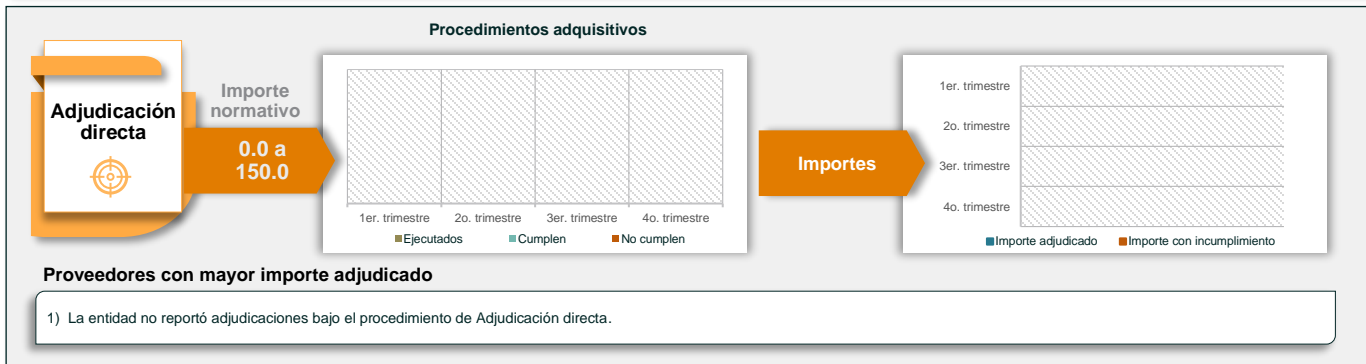 Procedimientos adquisitivos
Adjudicación
directa
Importe
normativo
0.0 a
150.0
1er. trimestre 2o. trimestre 3er. trimestre 4o. trimestre
Ejecutados Cumplen No cumplen
Importes
1er. trimestre
2o. trimestre
3er. trimestre
4o. trimestre
Importe adjudicado Importe con incumplimiento
Proveedores con mayor importe adjudicado
1) La entidad no reportó adjudicaciones bajo el procedimiento de Adjudicación directa.